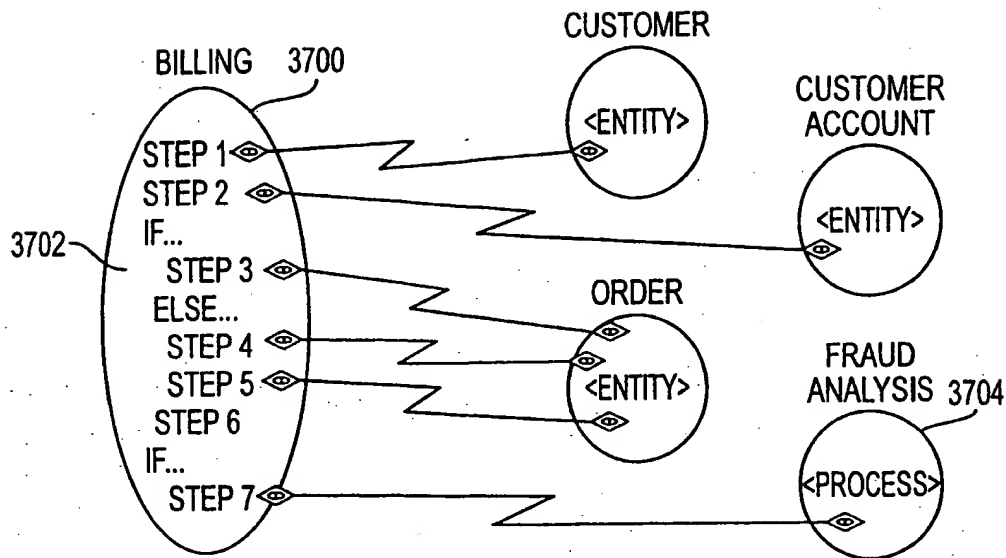 BILLING 3700
STEP 1
STEP 2
IF...
3702
STEP 3
ELSE...
STEP 4
STEP 5
STEP 6
IF...
STEP 7
CUSTOMER
<ENTITY>
CUSTOMER
ACCOUNT
<ENTITY>
ORDER
<ENTITY>
FRAUD
ANALYSIS 3704
<PROCESS>